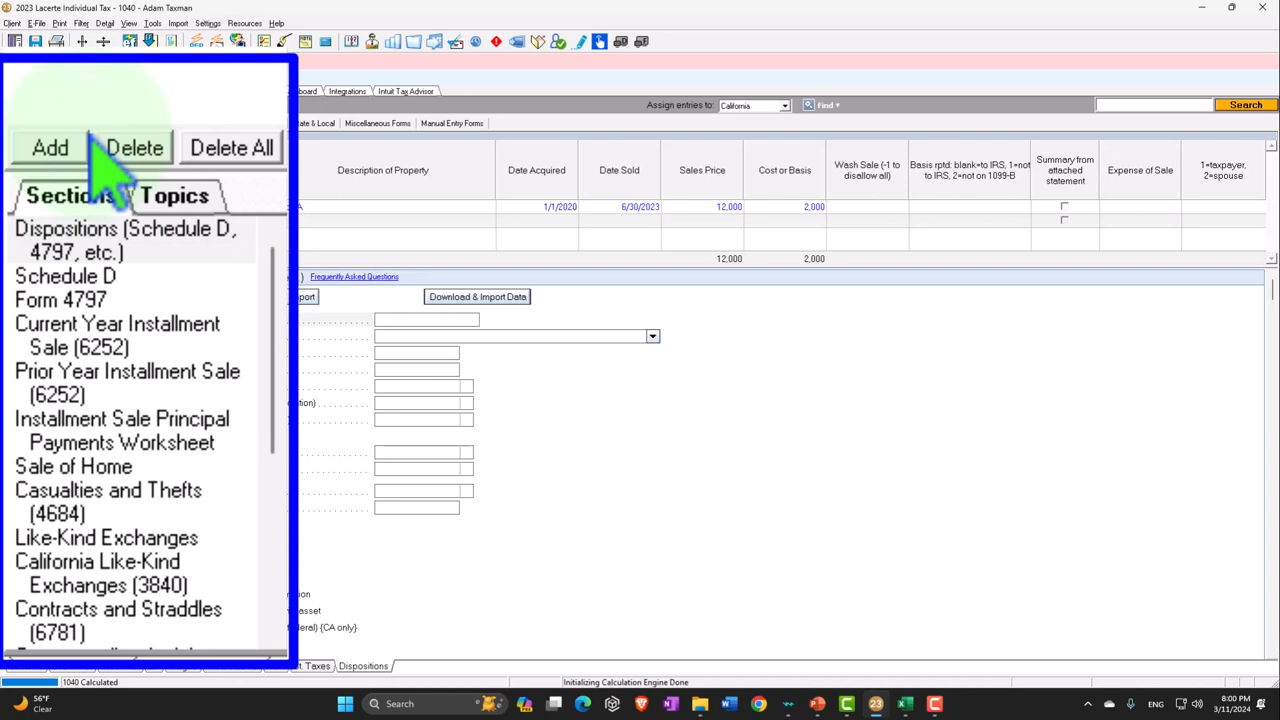 2023 Lacerte Individual Tax - 1040 - Adam Taxman
Client E-File Print Filter Detail View Tools Import Settings Resources Help
board Integrations Intuit Tax Advisor
Assign entries to: California Find Search
tate & Local Miscellaneous Forms Manual Entry Forms
Add Delete Delete All
Sections Topics
Dispositions (Schedule D,
4797, etc.)
Schedule D
Form 4797
Current Year Installment
Sale (6252)
Prior Year Installment Sale
(6252)
Installment Sale Principal
Payments Worksheet
Sale of Home
Casualties and Thefts
(4684)
Like-Kind Exchanges
California Like-Kind
Exchanges (3840)
Contracts and Straddles
(6781)
Description of Property Date Acquired Date Sold Sales Price Cost or Basis Wash Sale (-1 to Basis rptd: blank=to IRS, 1=not Summary from Expense of Sale 1=taxpayer,
disallow all) to IRS, 2=not on 1099-B attached 2=spouse
statement
A 1/1/2020 6/30/2023 12,000 2,000
12,000 2,000
) Frequently Asked Questions
port Download & Import Data
otion)
nion
asset
federal) {CA only}
t. Taxes Dispositions
1040 Calculated Initializing Calculation Engine Done
56°F
Clear
Search
23
ENG
8:00 PM
3/11/2024